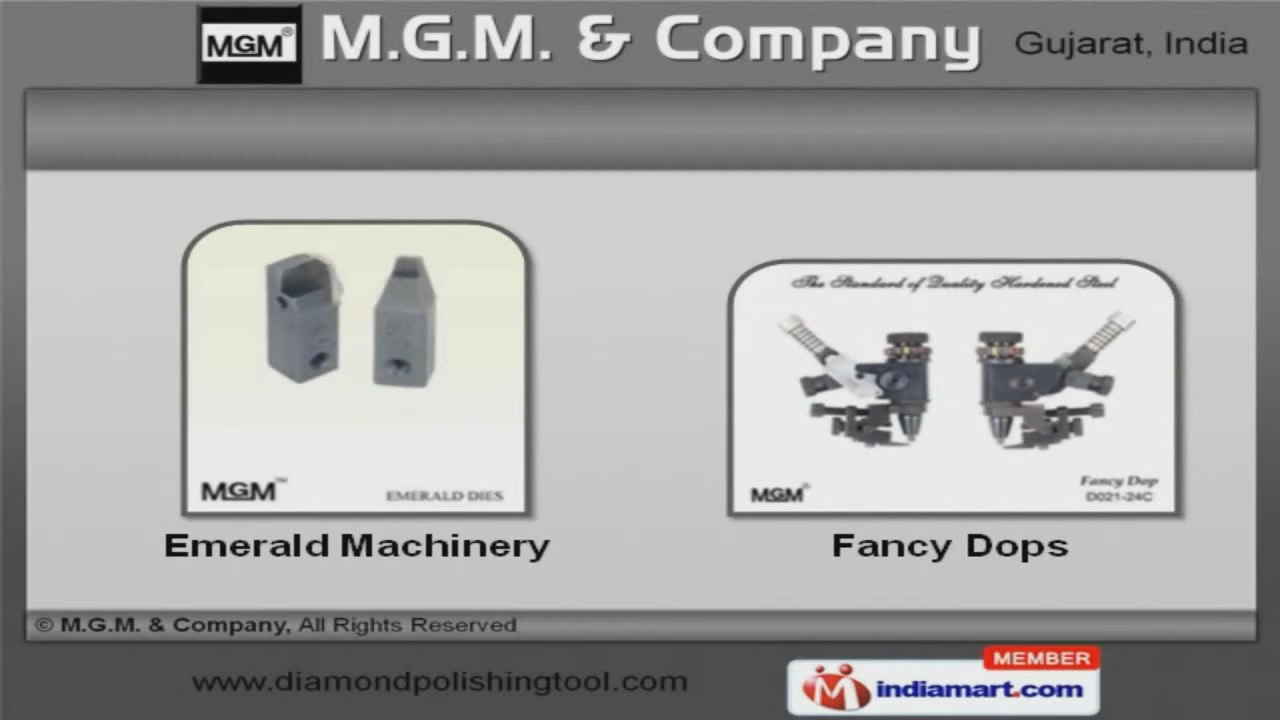 MGM®
M.G.M. & Company
Gujarat, India
The Standard of Quality Hardened Steel
MGM™
EMERALD DIES
MGM®
Fancy Dop
D021-24C
Emerald Machinery
Fancy Dops
© M.G.M. & Company, All Rights Reserved
www.diamondpolishingtool.com
MEMBER
indiamart.com